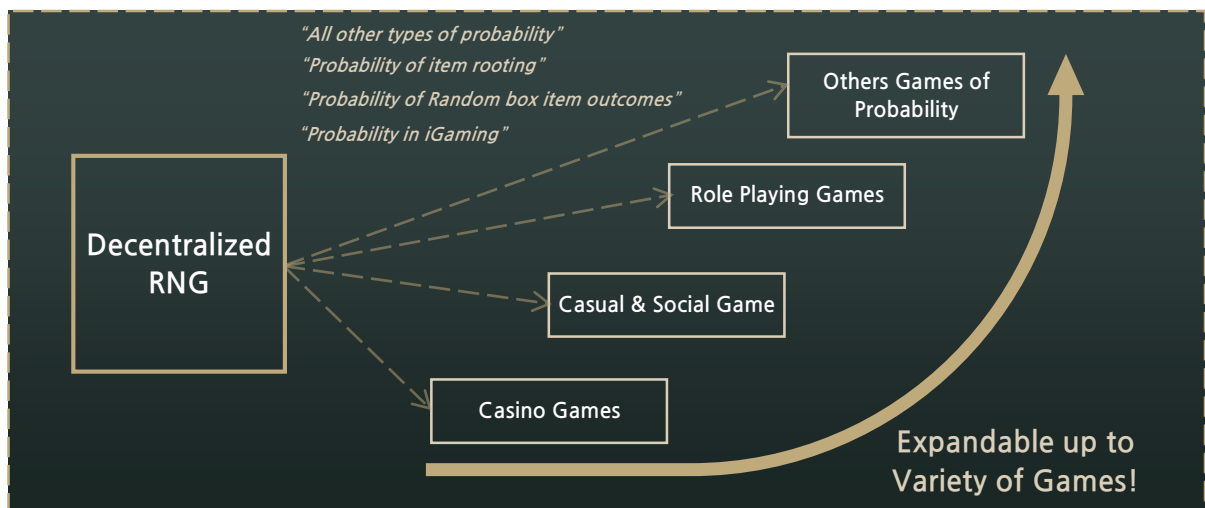 “All other types of probability”
“Probability of item rooting”
“Probability of Random box item outcomes”
“Probability in iGaming”
Others Games of
Probability
Role Playing Games
Decentralized
RNG
Casual & Social Game
Casino Games
Expandable up to
Variety of Games!